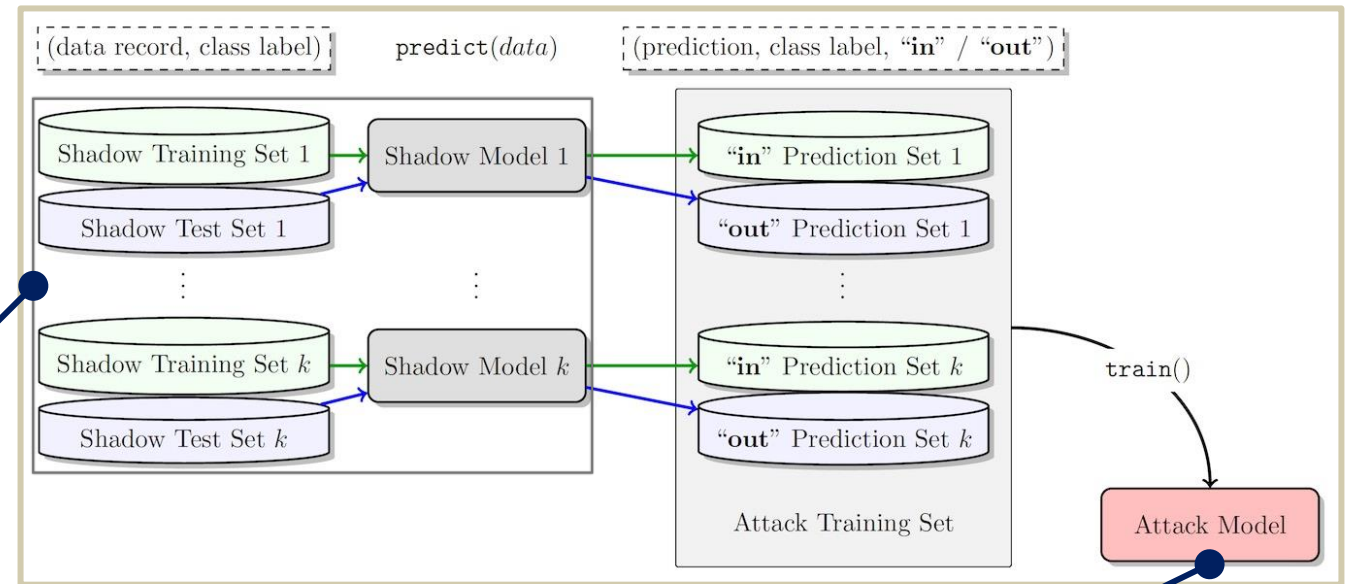 (data record, class label)
predict(data)
(prediction, class label, “in” / “out”)
Shadow Training Set 1
Shadow Model 1
“in” Prediction Set 1
Shadow Test Set 1
“out” Prediction Set 1
⋮
⋮
⋮
Shadow Training Set k
Shadow Model k
“in” Prediction Set k
train()
Shadow Test Set k
“out” Prediction Set k
Attack Training Set
Attack Model